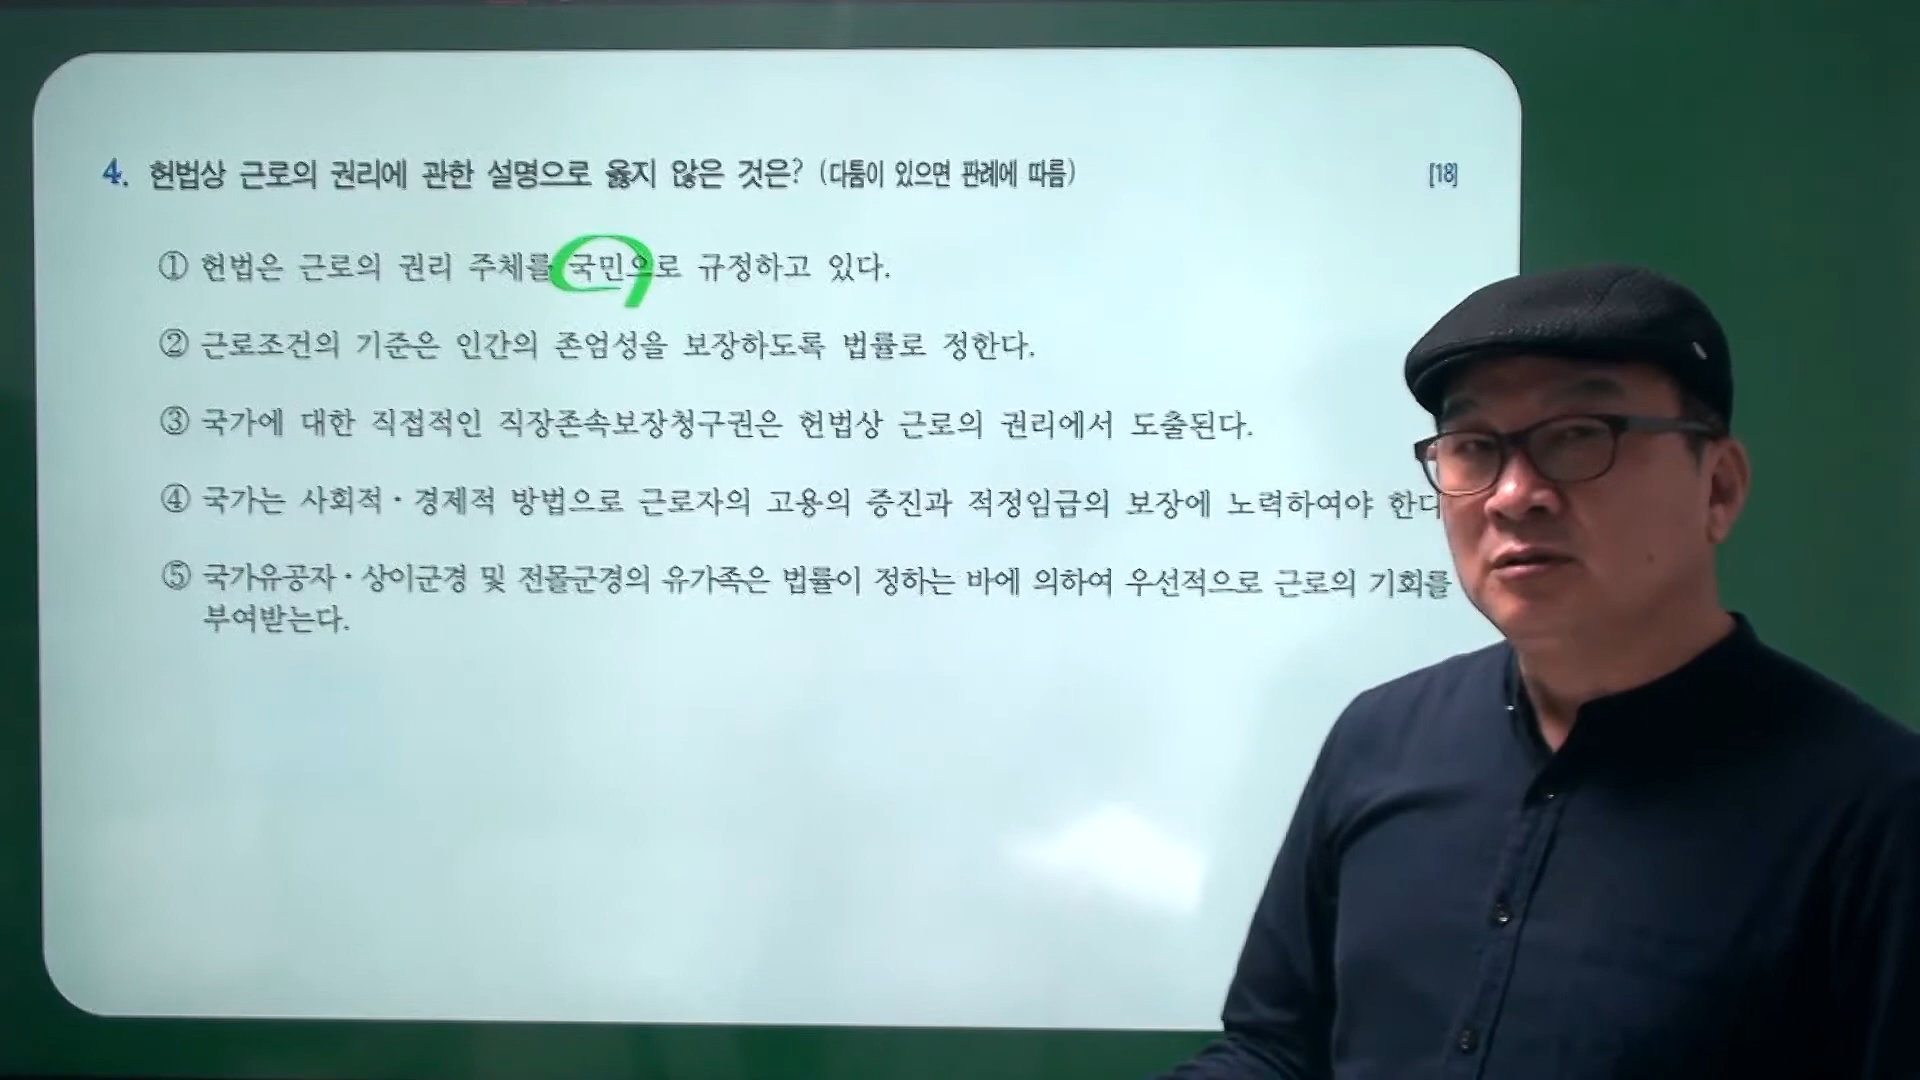 4. 헌법상 근로의 권리에 관한 설명으로 옳지 않은 것은? (다툼이 있으면 판례에 따름) [18]
① 헌법은 근로의 권리 주체를 국민으로 규정하고 있다.
② 근로조건의 기준은 인간의 존엄성을 보장하도록 법률로 정한다.
③ 국가에 대한 직접적인 직장존속보장청구권은 헌법상 근로의 권리에서 도출된다.
④ 국가는 사회적·경제적 방법으로 근로자의 고용의 증진과 적정임금의 보장에 노력하여야 한다
⑤ 국가유공자·상이군경 및 전몰군경의 유가족은 법률이 정하는 바에 의하여 우선적으로 근로의 기회를
부여받는다.